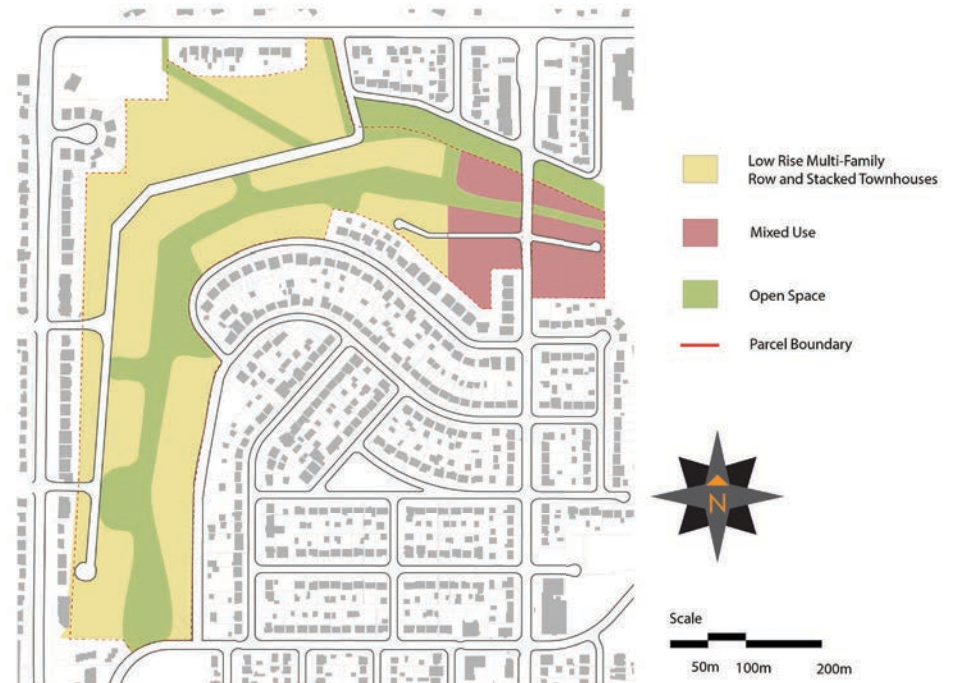 Low Rise Multi-Family
Row and Stacked Townhouses
Mixed Use
Open Space
Parcel Boundary
N
Scale
50m 100m 200m